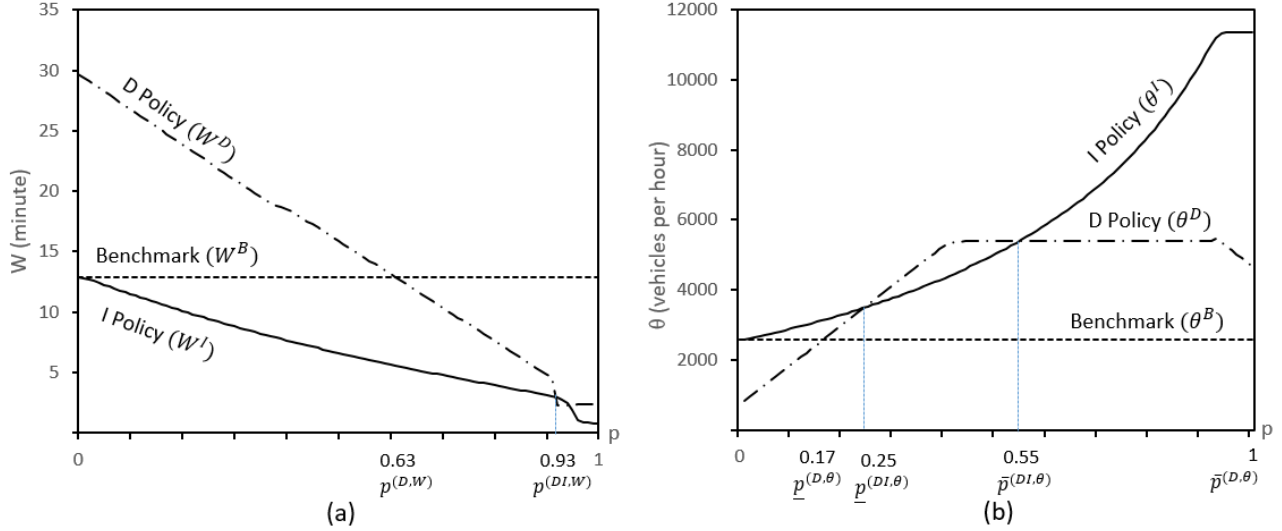 35
30
25
20
15
10
5
W (minute)
D Policy (W^D)
Benchmark (W^B)
I Policy (W^I)
0
0.63
0.93
1
p
p^(D,W)
p^(DI,W)
(a)
12000
10000
8000
6000
4000
2000
0
θ (vehicles per hour)
I Policy (θ^I)
D Policy (θ^D)
Benchmark (θ^B)
0
0.17
0.25
0.55
1
p
p̲^(D,θ)
p̲^(DI,θ)
p̄^(DI,θ)
p̄^(D,θ)
(b)